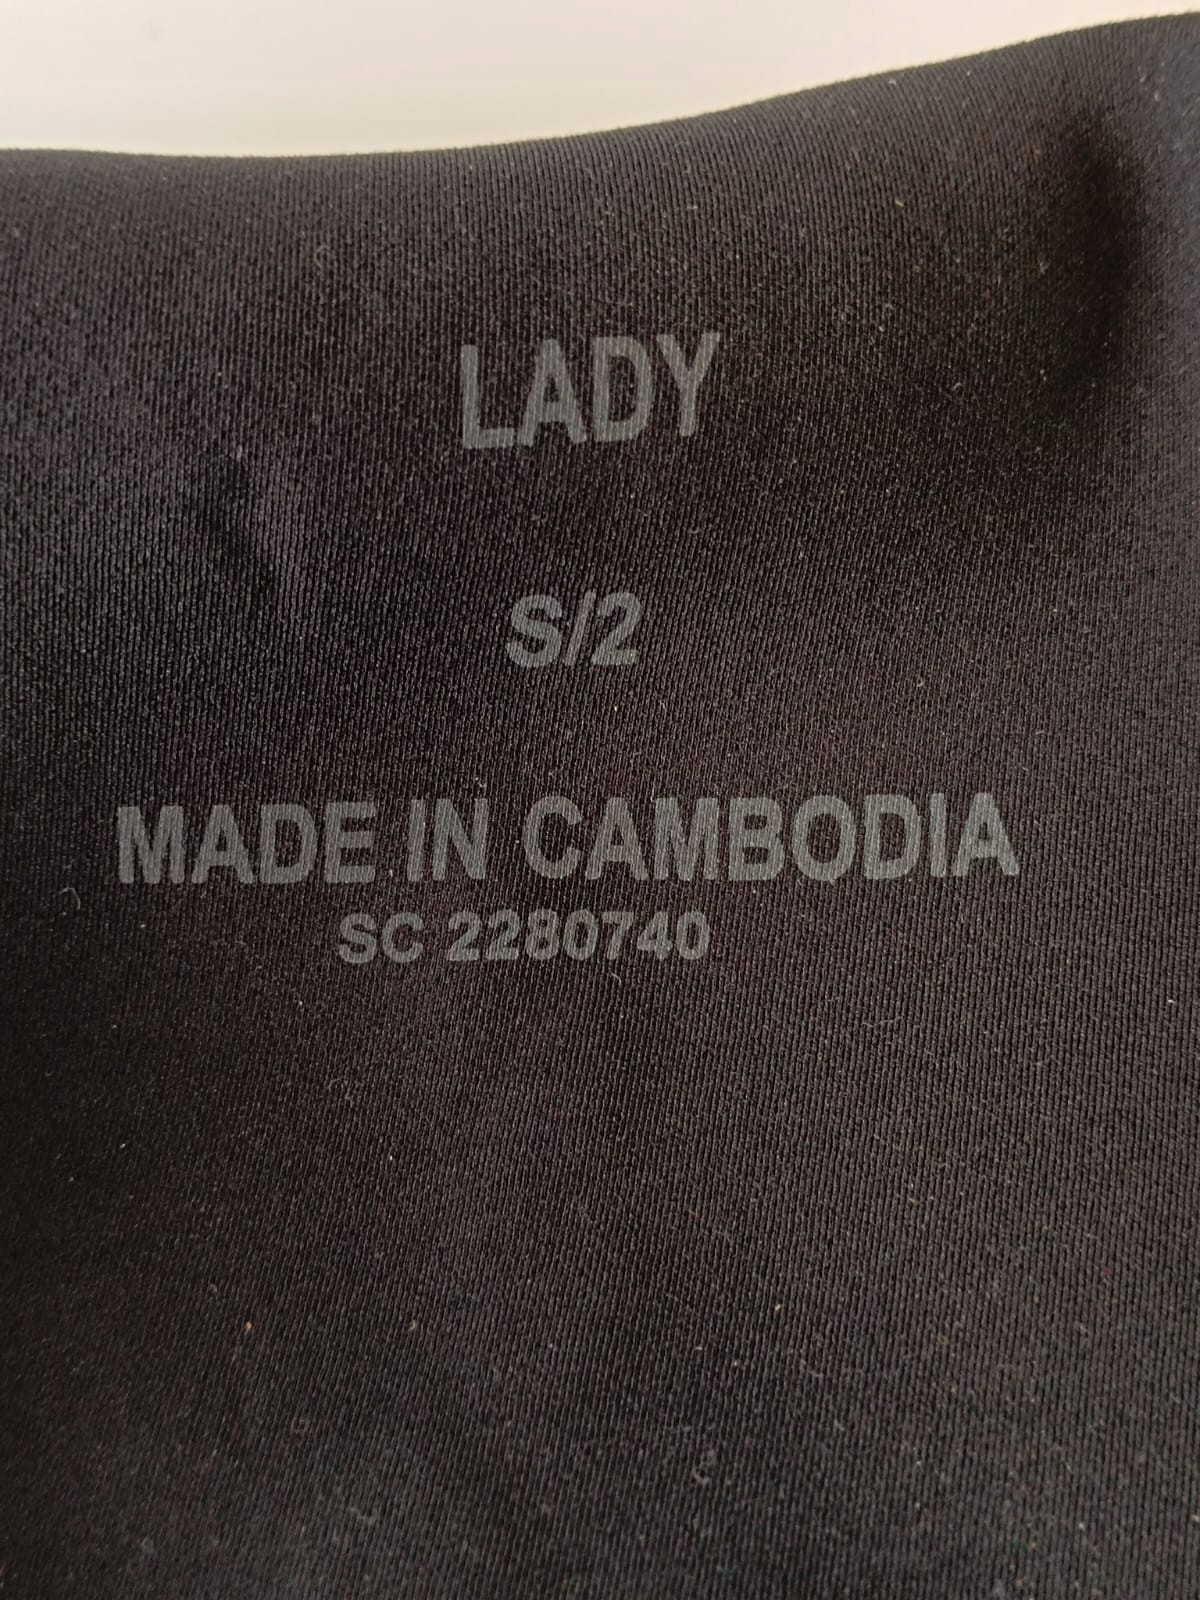 LADY
S/2
MADE IN CAMBODIA
SC 2280740